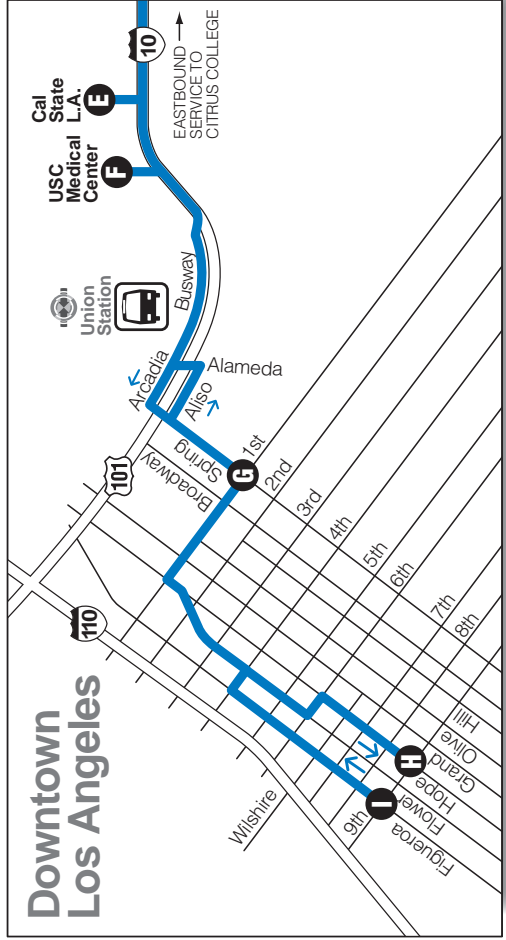 Downtown
Los Angeles
110
101
10
Cal
State
L.A.
E
USC
Medical
Center
F
EASTBOUND
SERVICE TO
CITRUS COLLEGE
Union
Station
Busway
Arcadia
Alameda
Aliso
Spring
Broadway
G
1st
2nd
3rd
4th
5th
6th
7th
8th
9th
Wilshire
Hill
Olive
Grand
Hope
Flower
Figueroa
H
I